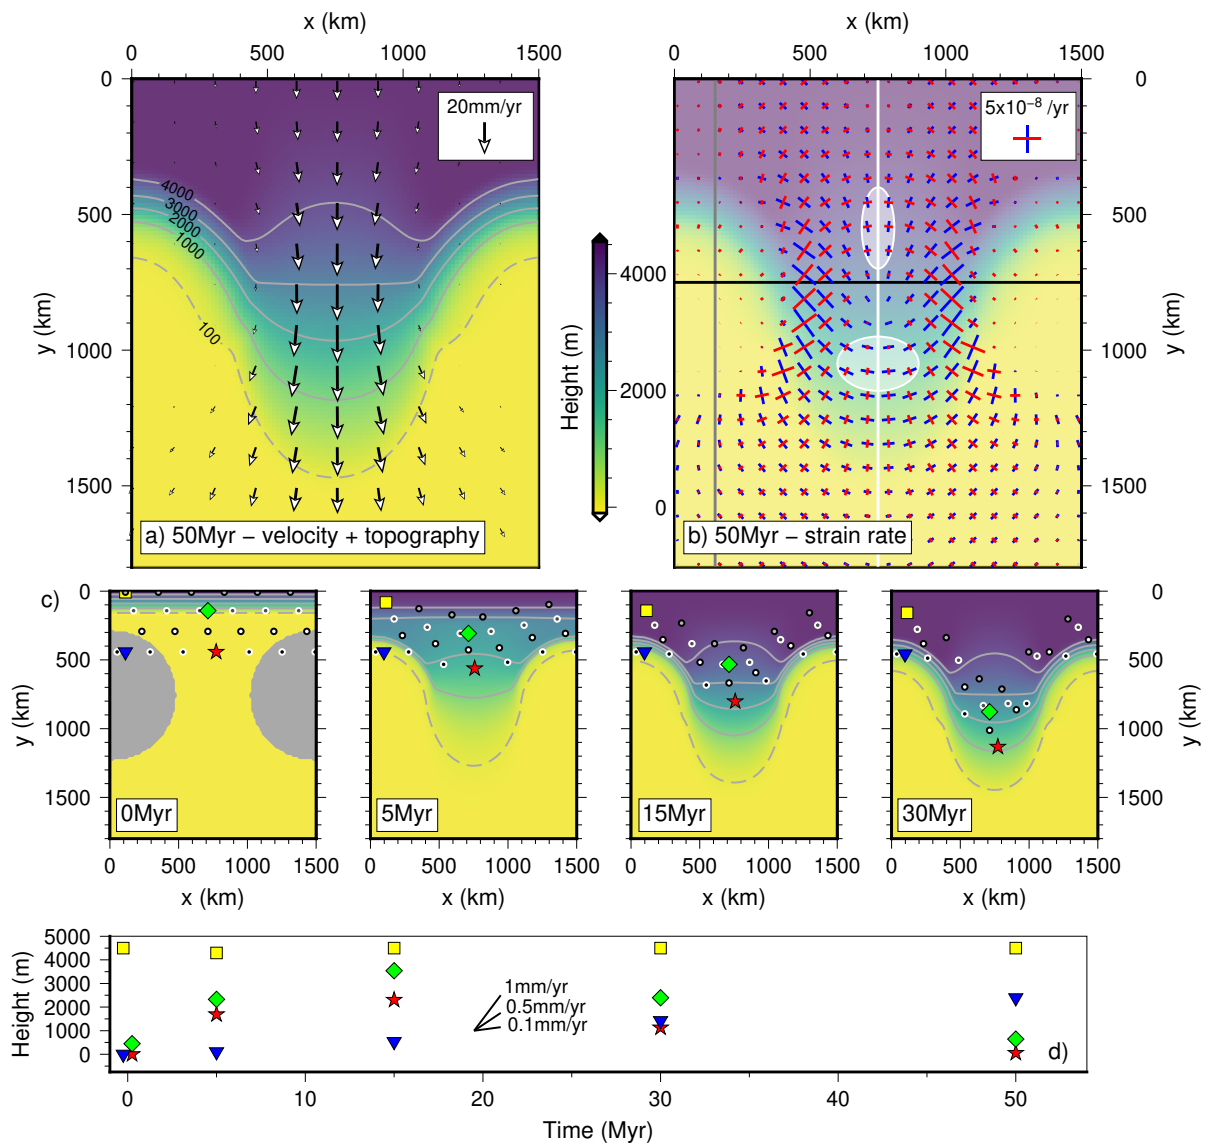 x (km)
x (km)
0
500
1000
1500
0
500
1000
1500
0
500
1000
1500
y (km)
20mm/yr
4000
3000
2000
1000
100
a) 50Myr − velocity + topography
4000
2000
0
Height (m)
5x10⁻⁸ /yr
b) 50Myr − strain rate
0
500
1000
1500
y (km)
c)
0
500
1000
1500
y (km)
0Myr
5Myr
15Myr
30Myr
0
500
1000
1500
y (km)
0
500
1000
1500
0
500
1000
1500
0
500
1000
1500
0
500
1000
1500
x (km)
x (km)
x (km)
x (km)
5000
4000
3000
2000
1000
0
Height (m)
1mm/yr
0.5mm/yr
0.1mm/yr
d)
0
10
20
30
40
50
Time (Myr)